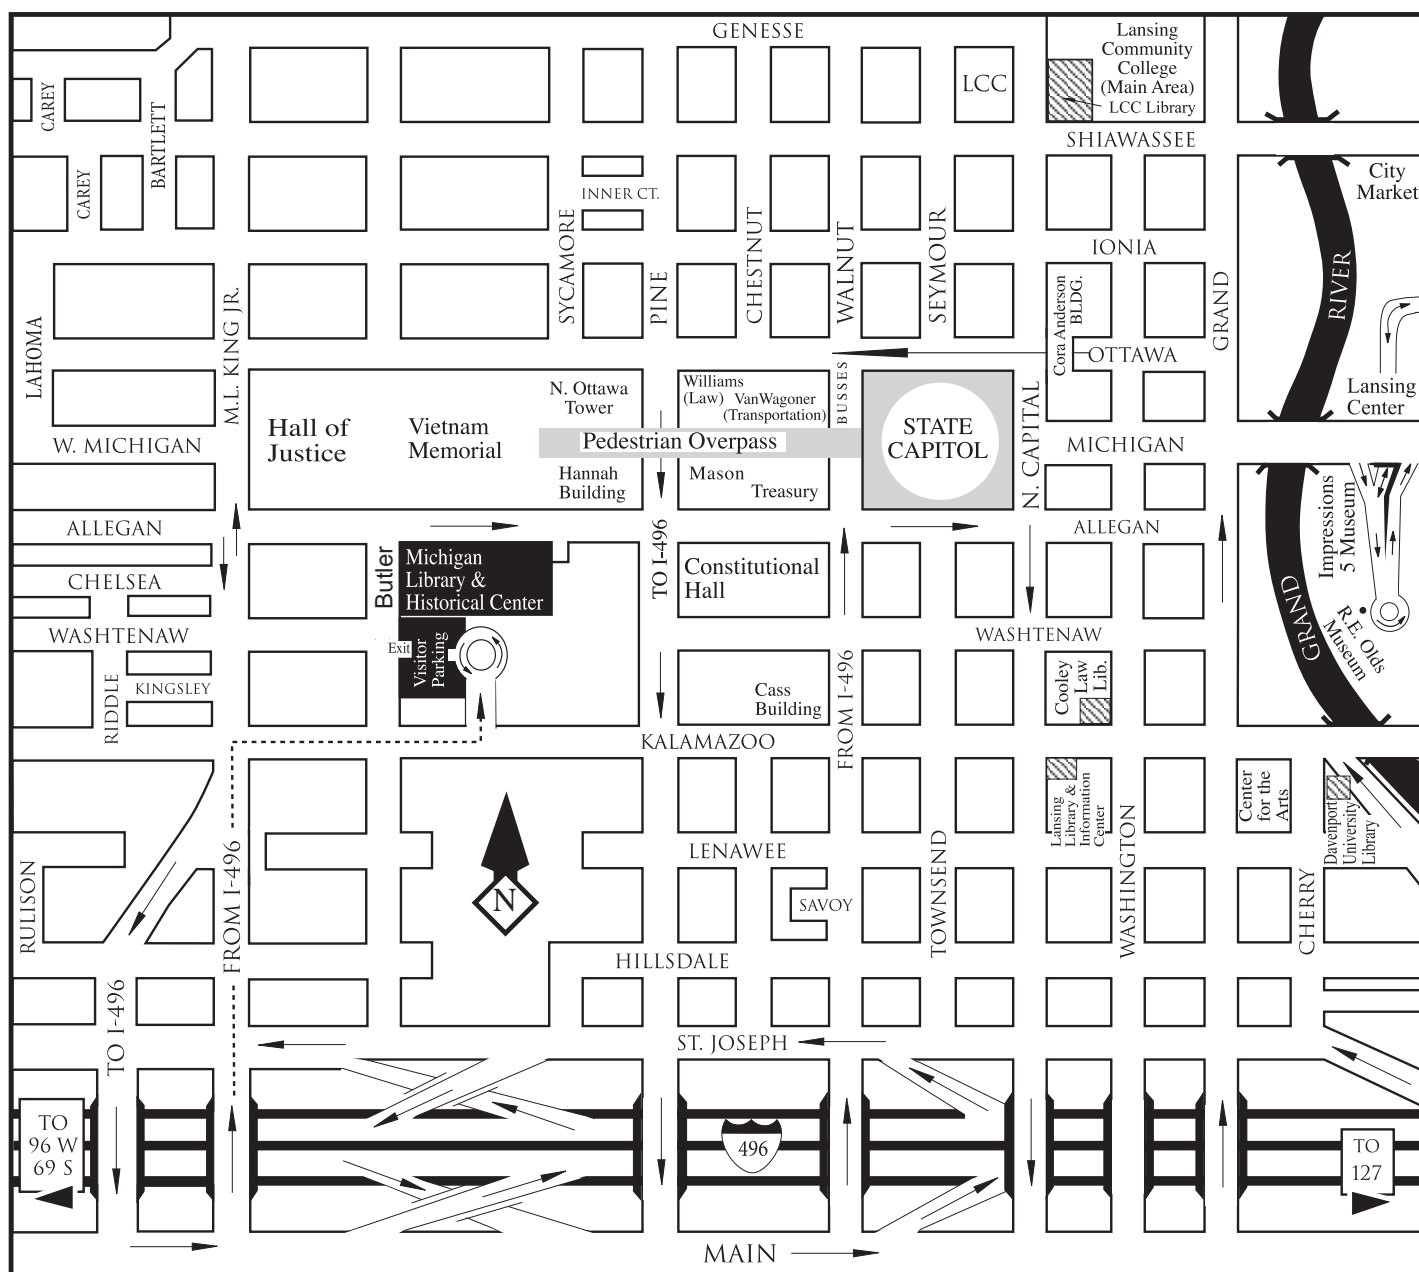 GENESSE
Lansing
Community
College
(Main Area)
LCC Library
LCC
CAREY
BARTLETT
SHIAWASSEE
CAREY
INNER CT.
City
Market
SYCAMORE
PINE
CHESTNUT
WALNUT
SEYMOUR
IONIA
GRAND
RIVER
LAHOMA
M.L. KING JR.
Cora Anderson
BLDG.
OTTAWA
Lansing
Center
N. Ottawa
Tower
Williams
(Law)
VanWagoner
(Transportation)
BUSSES
Hall of
Justice
Vietnam
Memorial
Pedestrian Overpass
STATE
CAPITOL
N. CAPITAL
MICHIGAN
W. MICHIGAN
Hannah
Building
Mason
Treasury
ALLEGAN
ALLEGAN
Impressions
5 Museum
TO I-496
CHELSEA
Butler
Michigan
Library &
Historical Center
Constitutional
Hall
WASHTENAW
WASHTENAW
GRAND
R.E. Olds
Museum
Exit
Visitor
Parking
RIDDLE
KINGSLEY
Cass
Building
FROM I-496
Cooley
Law
Lib.
KALAMAZOO
Lansing
Library &
Information
Center
Center
for the
Arts
Davenport
University
Library
RULISON
FROM I-496
N
LENAWEE
SAVOY
TOWNSEND
WASHINGTON
CHERRY
HILLSDALE
TO I-496
ST. JOSEPH
TO
96 W
69 S
496
TO
127
MAIN